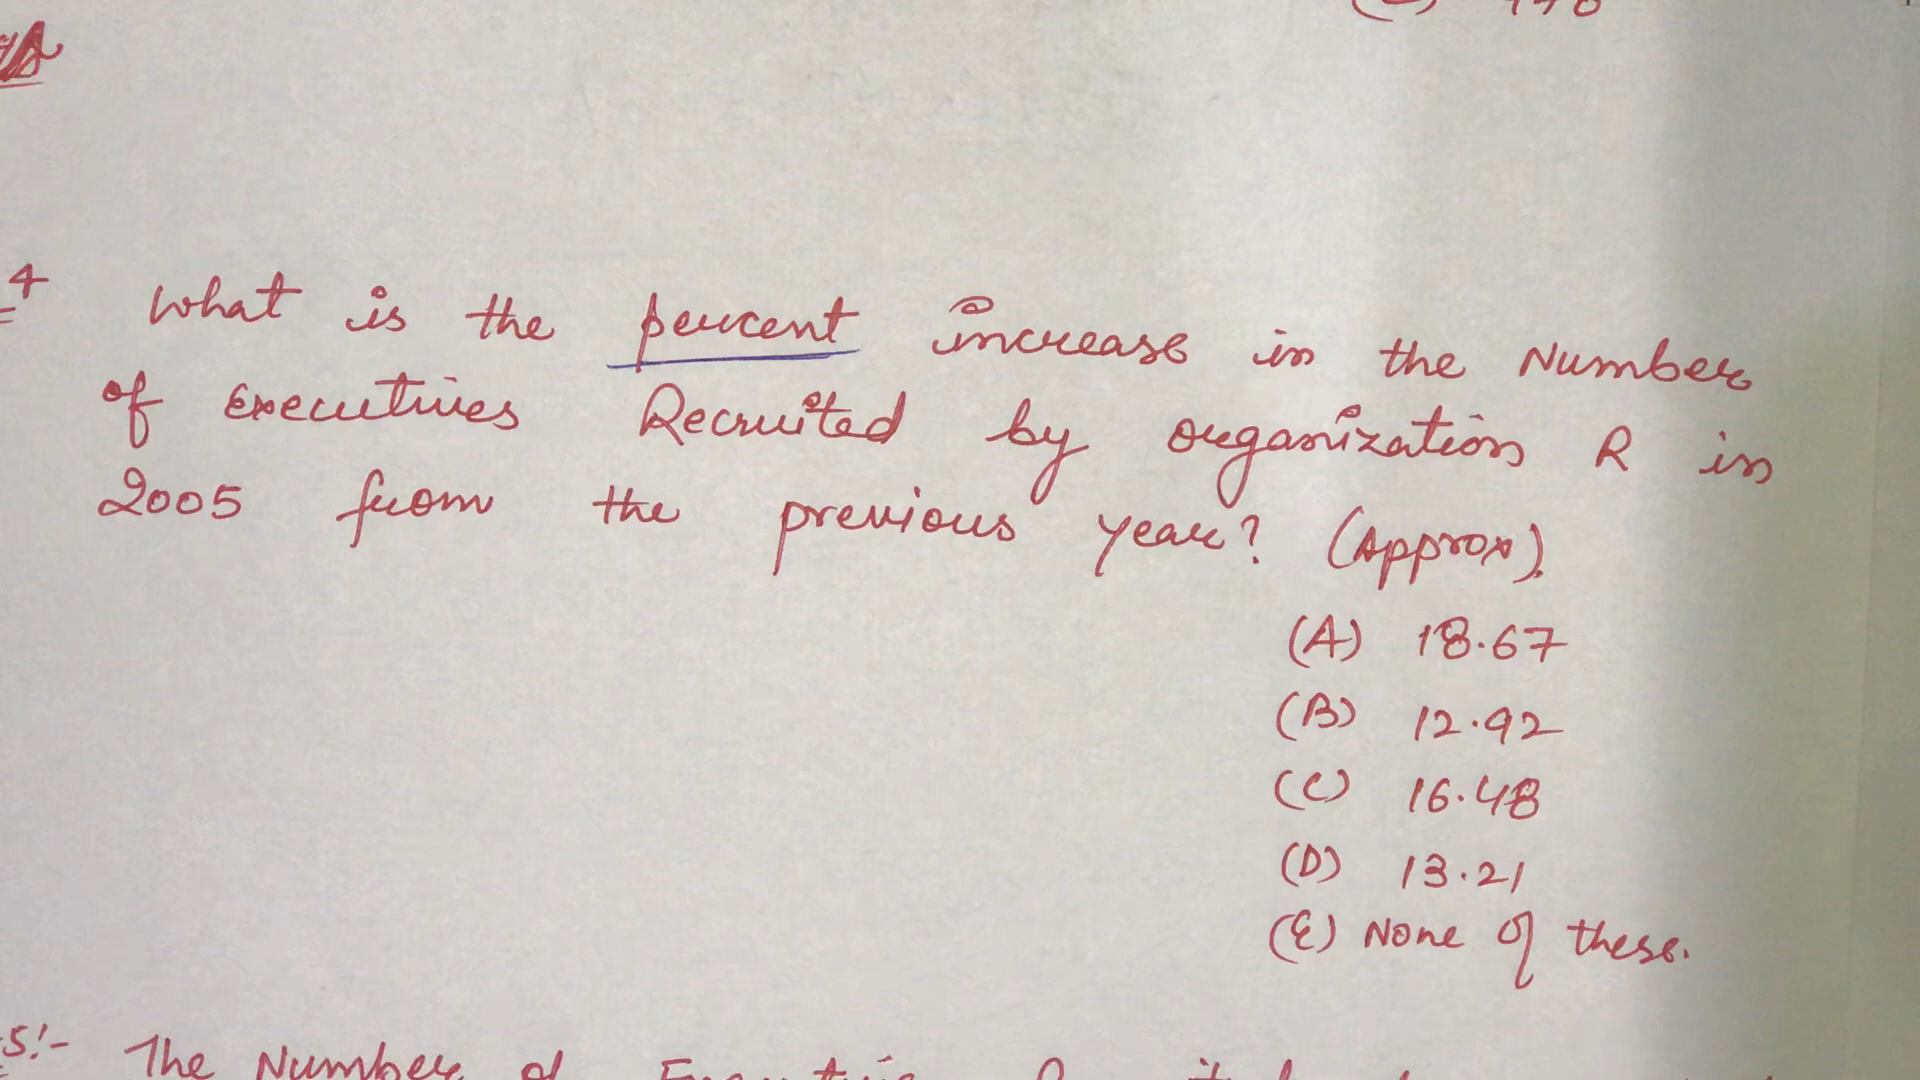 4 What is the percent increase in the Number
of Executives Recruited by organization R in
2005 from the previous year? (Approx).
(A) 18.67
(B) 12.92
(C) 16.48
(D) 13.21
(E) None of these.
5:- The Number of